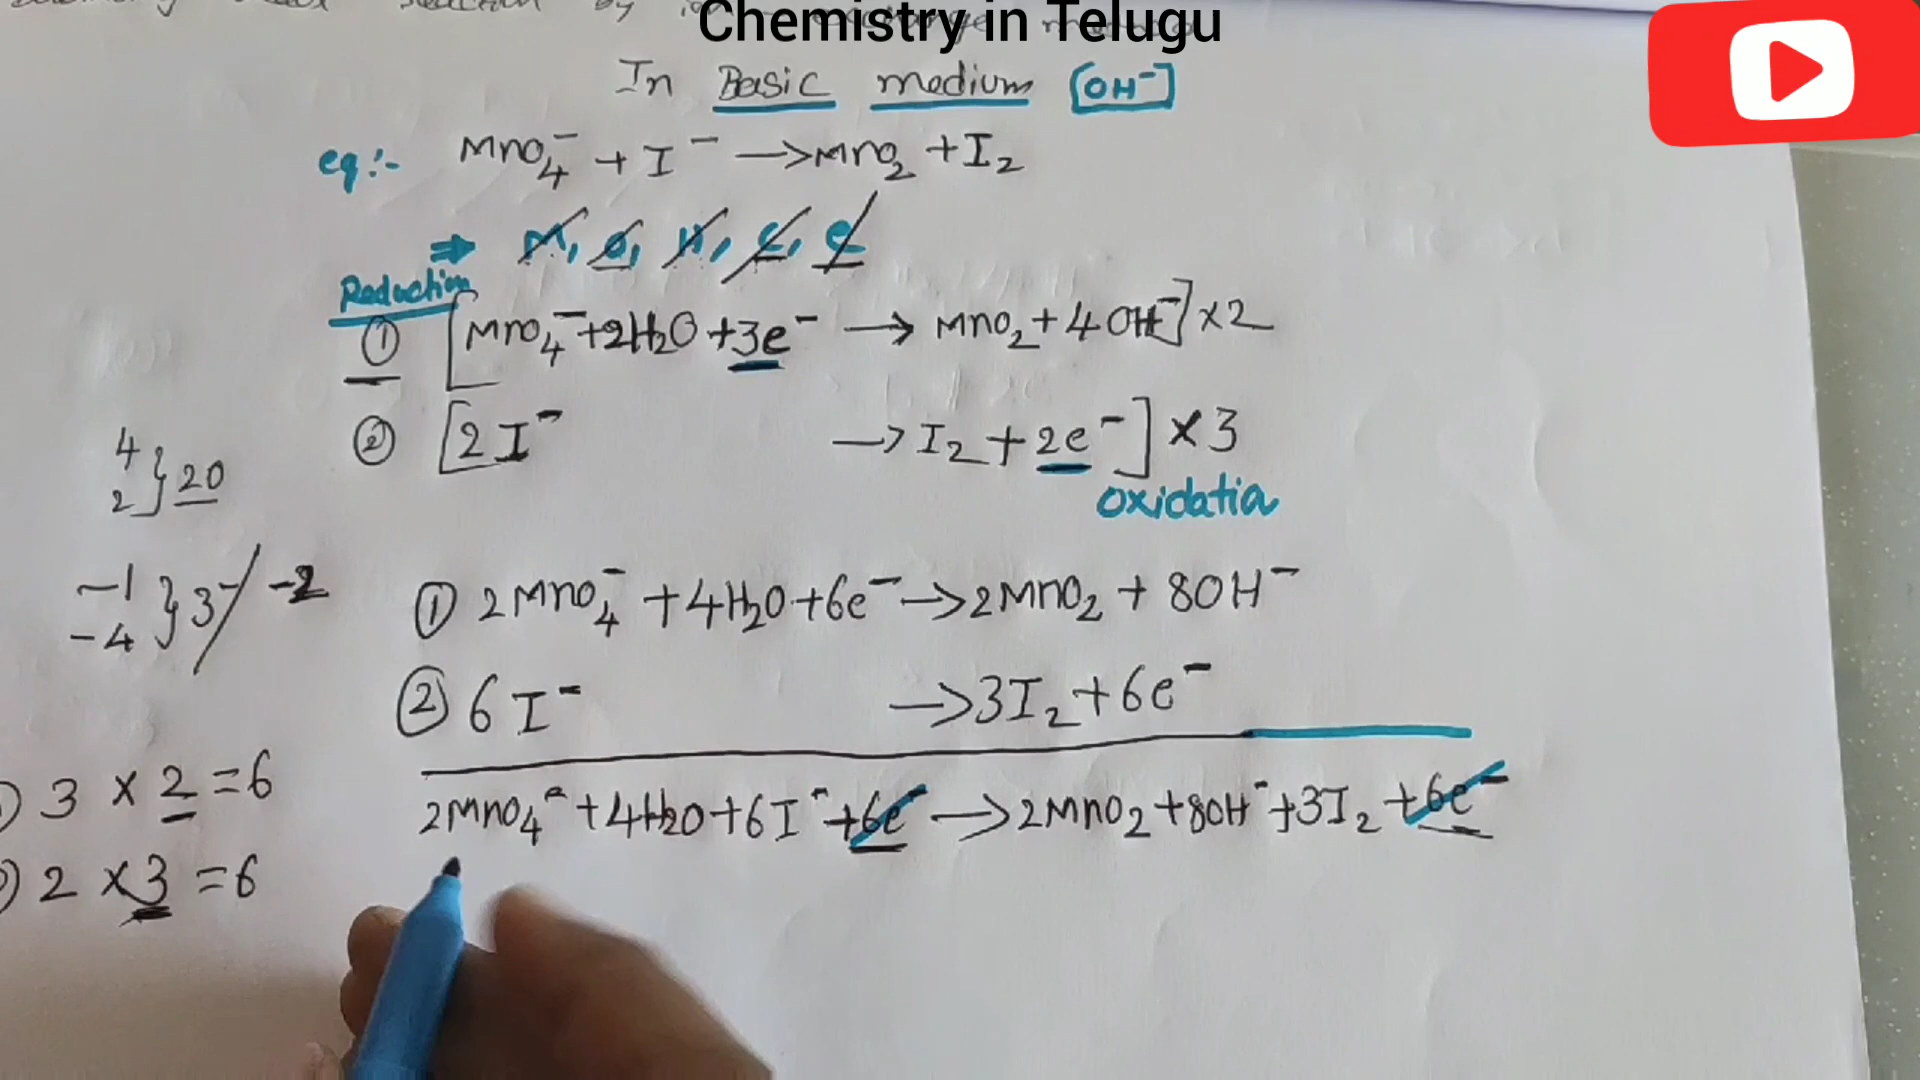 Chemistry in Telugu
In Basic medium [OH⁻]
eg:- MnO₄⁻ + I⁻ → MnO₂ + I₂
⇒ M, O, H, C, e
Reduction
① [MnO₄⁻ + 2H₂O + 3e⁻ → MnO₂ + 4OH⁻] × 2
② [2I⁻ → I₂ + 2e⁻] × 3
oxidatia
4
2 } 20
-1
-4 } 3⁻/ -2
① 2MnO₄⁻ + 4H₂O + 6e⁻ → 2MnO₂ + 8OH⁻
② 6I⁻ → 3I₂ + 6e⁻
3 × 2 = 6
2 × 3 = 6
2MnO₄⁻ + 4H₂O + 6I⁻ + 6e⁻ → 2MnO₂ + 8OH⁻ + 3I₂ + 6e⁻